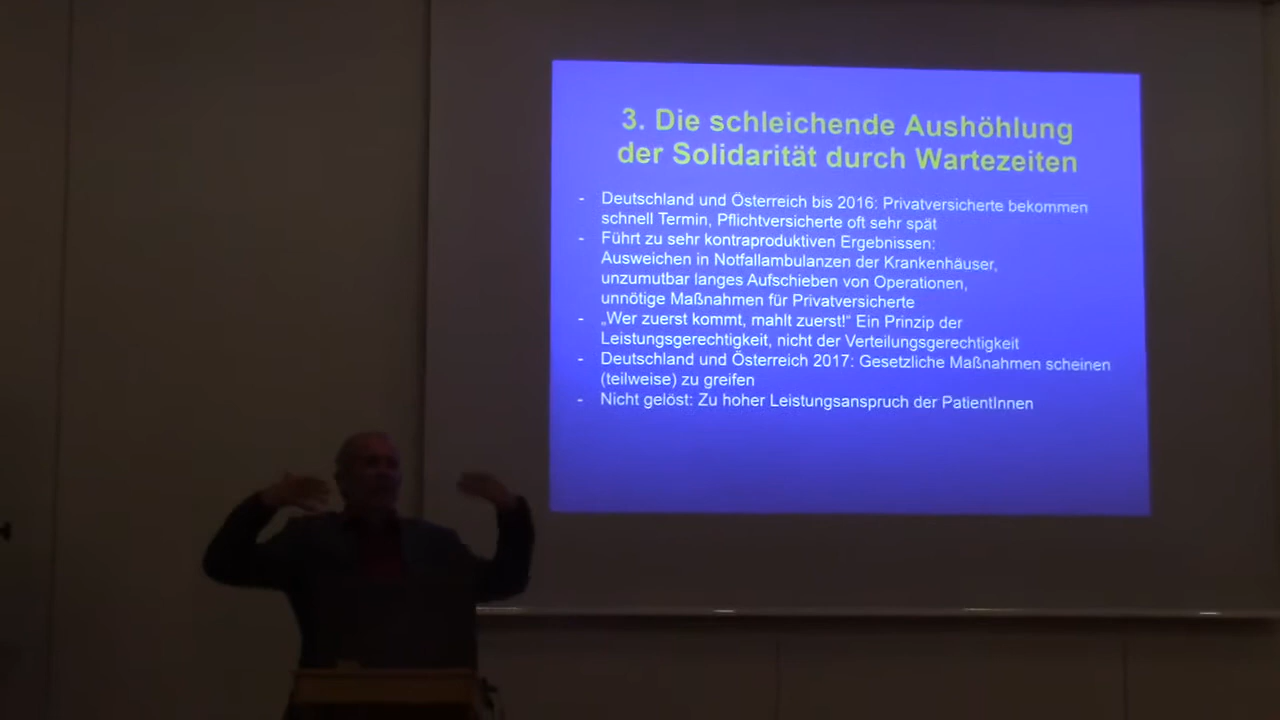 3. Die schleichende Aushöhlung
der Solidarität durch Wartezeiten
- Deutschland und Österreich bis 2016: Privatversicherte bekommen
schnell Termin, Pflichtversicherte oft sehr spät
- Führt zu sehr kontraproduktiven Ergebnissen:
Ausweichen in Notfallambulanzen der Krankenhäuser,
unzumutbar langes Aufschieben von Operationen,
unnötige Maßnahmen für Privatversicherte
- „Wer zuerst kommt, mahlt zuerst!“ Ein Prinzip der
Leistungsgerechtigkeit, nicht der Verteilungsgerechtigkeit
- Deutschland und Österreich 2017: Gesetzliche Maßnahmen scheinen
(teilweise) zu greifen
- Nicht gelöst: Zu hoher Leistungsanspruch der PatientInnen